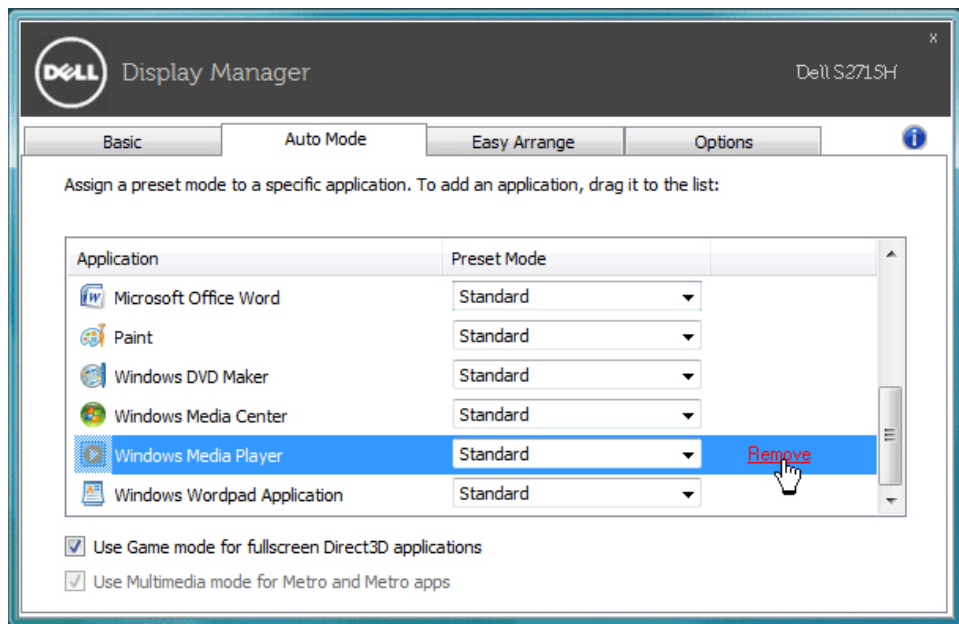 x
DELL Display Manager Dell S2715H
Basic Auto Mode Easy Arrange Options
Assign a preset mode to a specific application. To add an application, drag it to the list:
Application Preset Mode
Microsoft Office Word Standard
Paint Standard
Windows DVD Maker Standard
Windows Media Center Standard
Windows Media Player Standard Remove
Windows Wordpad Application Standard
Use Game mode for fullscreen Direct3D applications
Use Multimedia mode for Metro and Metro apps